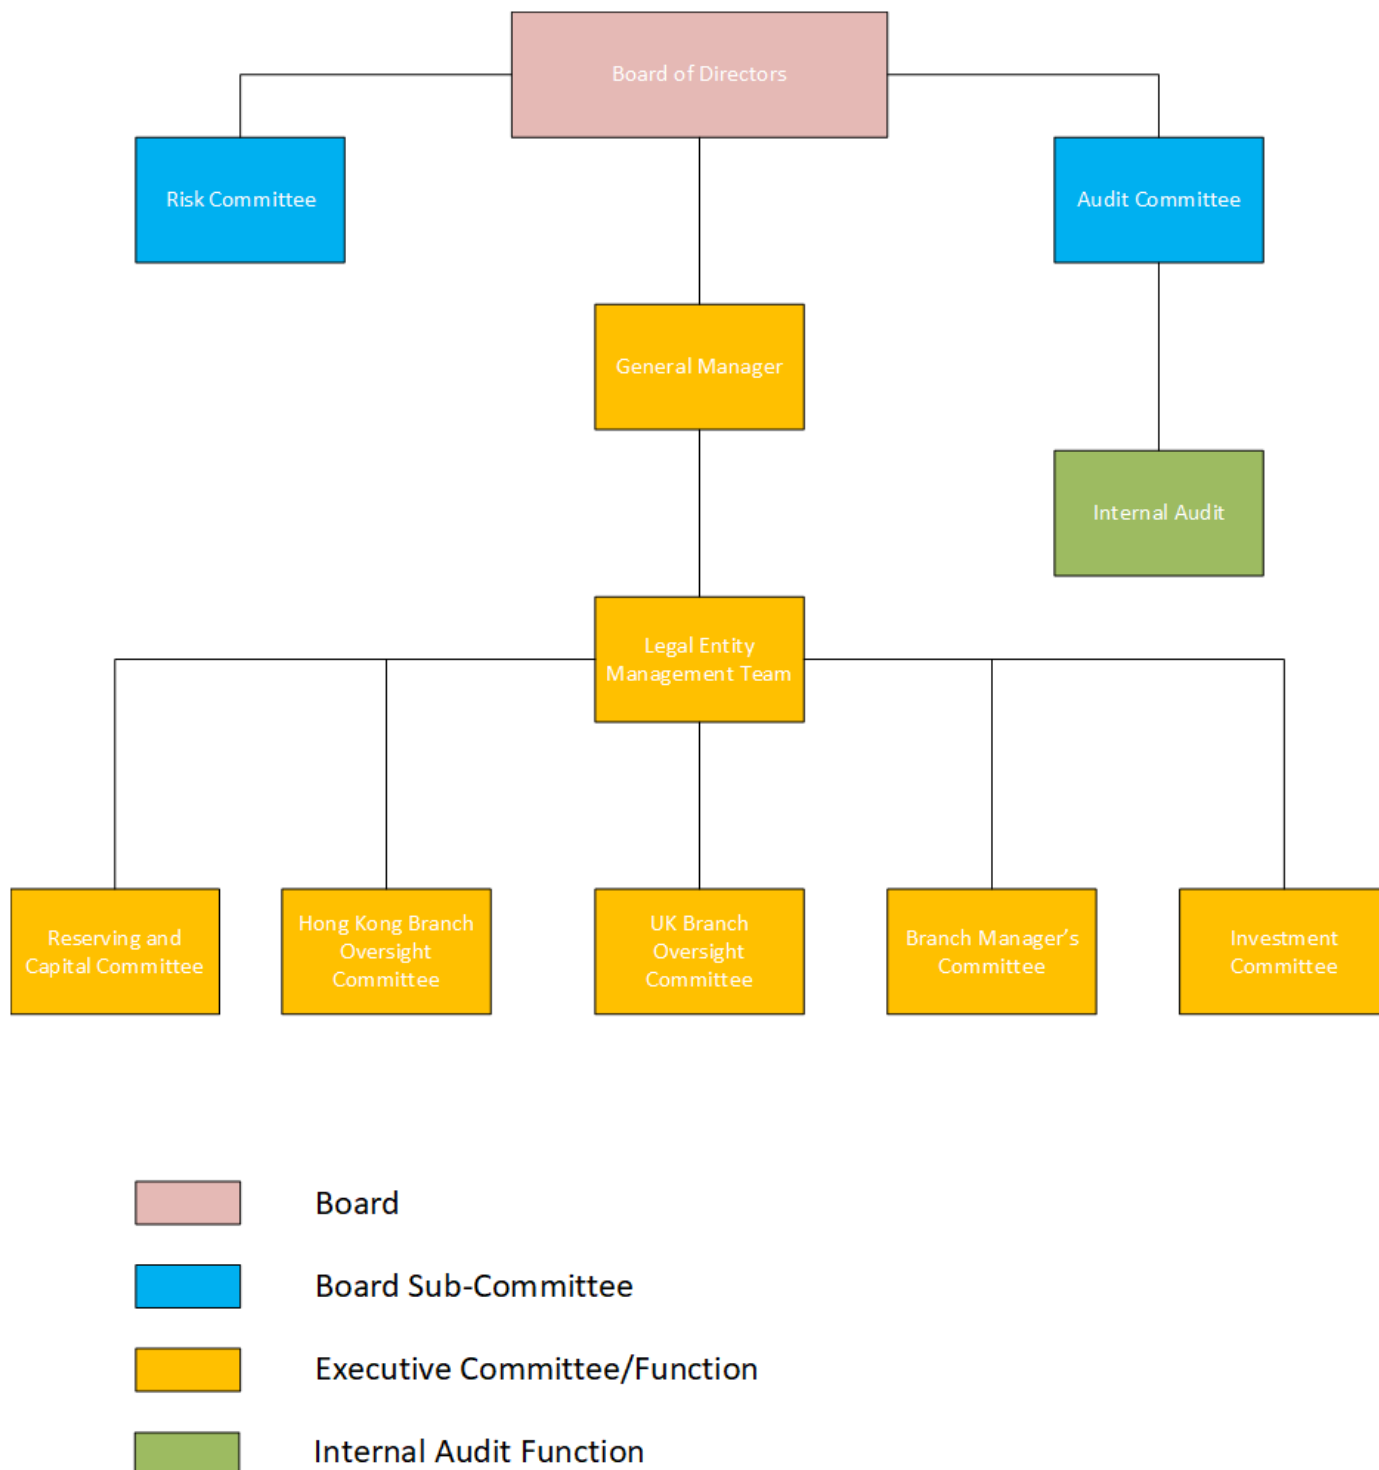 Board of Directors
Risk Committee
Audit Committee
General Manager
Internal Audit
Legal Entity
Management Team
Reserving and
Capital Committee
Hong Kong Branch
Oversight
Committee
UK Branch
Oversight
Committee
Branch Manager’s
Committee
Investment
Committee
Board
Board Sub-Committee
Executive Committee/Function
Internal Audit Function